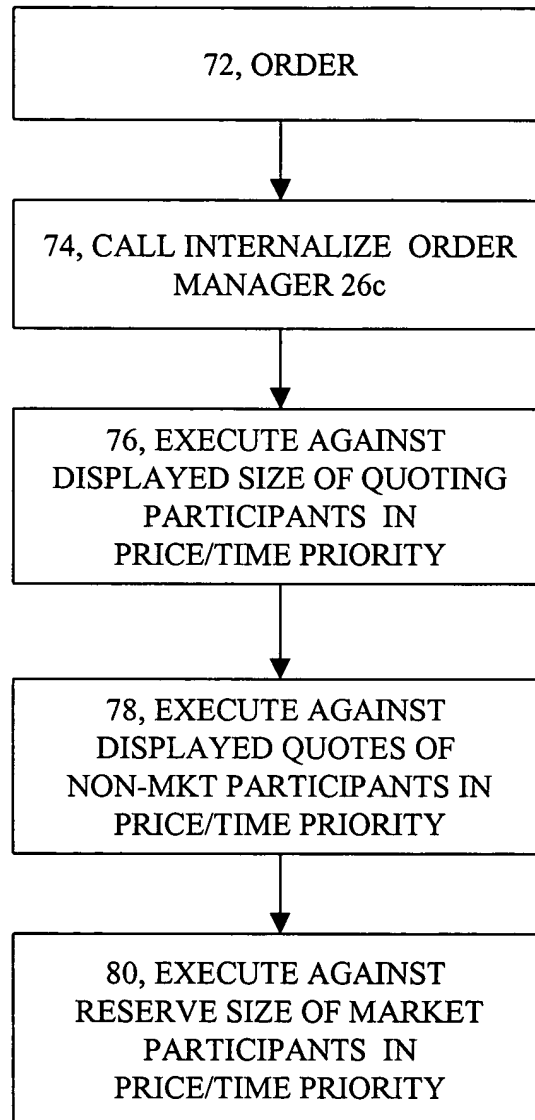 72, ORDER
74, CALL INTERNALIZE ORDER
MANAGER 26c
76, EXECUTE AGAINST
DISPLAYED SIZE OF QUOTING
PARTICIPANTS IN
PRICE/TIME PRIORITY
78, EXECUTE AGAINST
DISPLAYED QUOTES OF
NON-MKT PARTICIPANTS IN
PRICE/TIME PRIORITY
80, EXECUTE AGAINST
RESERVE SIZE OF MARKET
PARTICIPANTS IN
PRICE/TIME PRIORITY